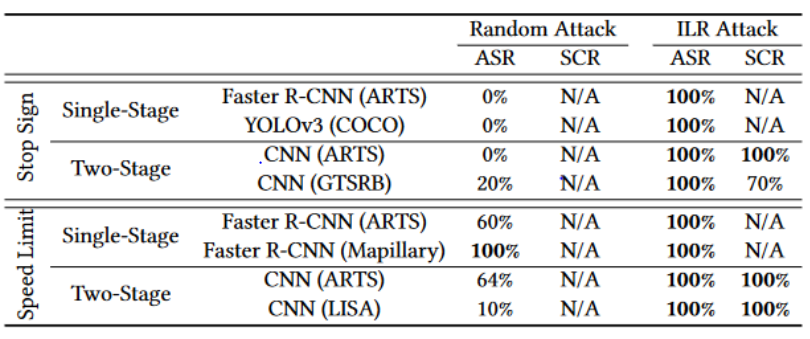 Random Attack ILR Attack
ASR SCR ASR SCR
Stop Sign
Single-Stage
Faster R-CNN (ARTS) 0% N/A 100% N/A
YOLOv3 (COCO) 0% N/A 100% N/A
Two-Stage
CNN (ARTS) 0% N/A 100% 100%
CNN (GTSRB) 20% N/A 100% 70%
Speed Limit
Single-Stage
Faster R-CNN (ARTS) 60% N/A 100% N/A
Faster R-CNN (Mapillary) 100% N/A 100% N/A
Two-Stage
CNN (ARTS) 64% N/A 100% 100%
CNN (LISA) 10% N/A 100% 100%